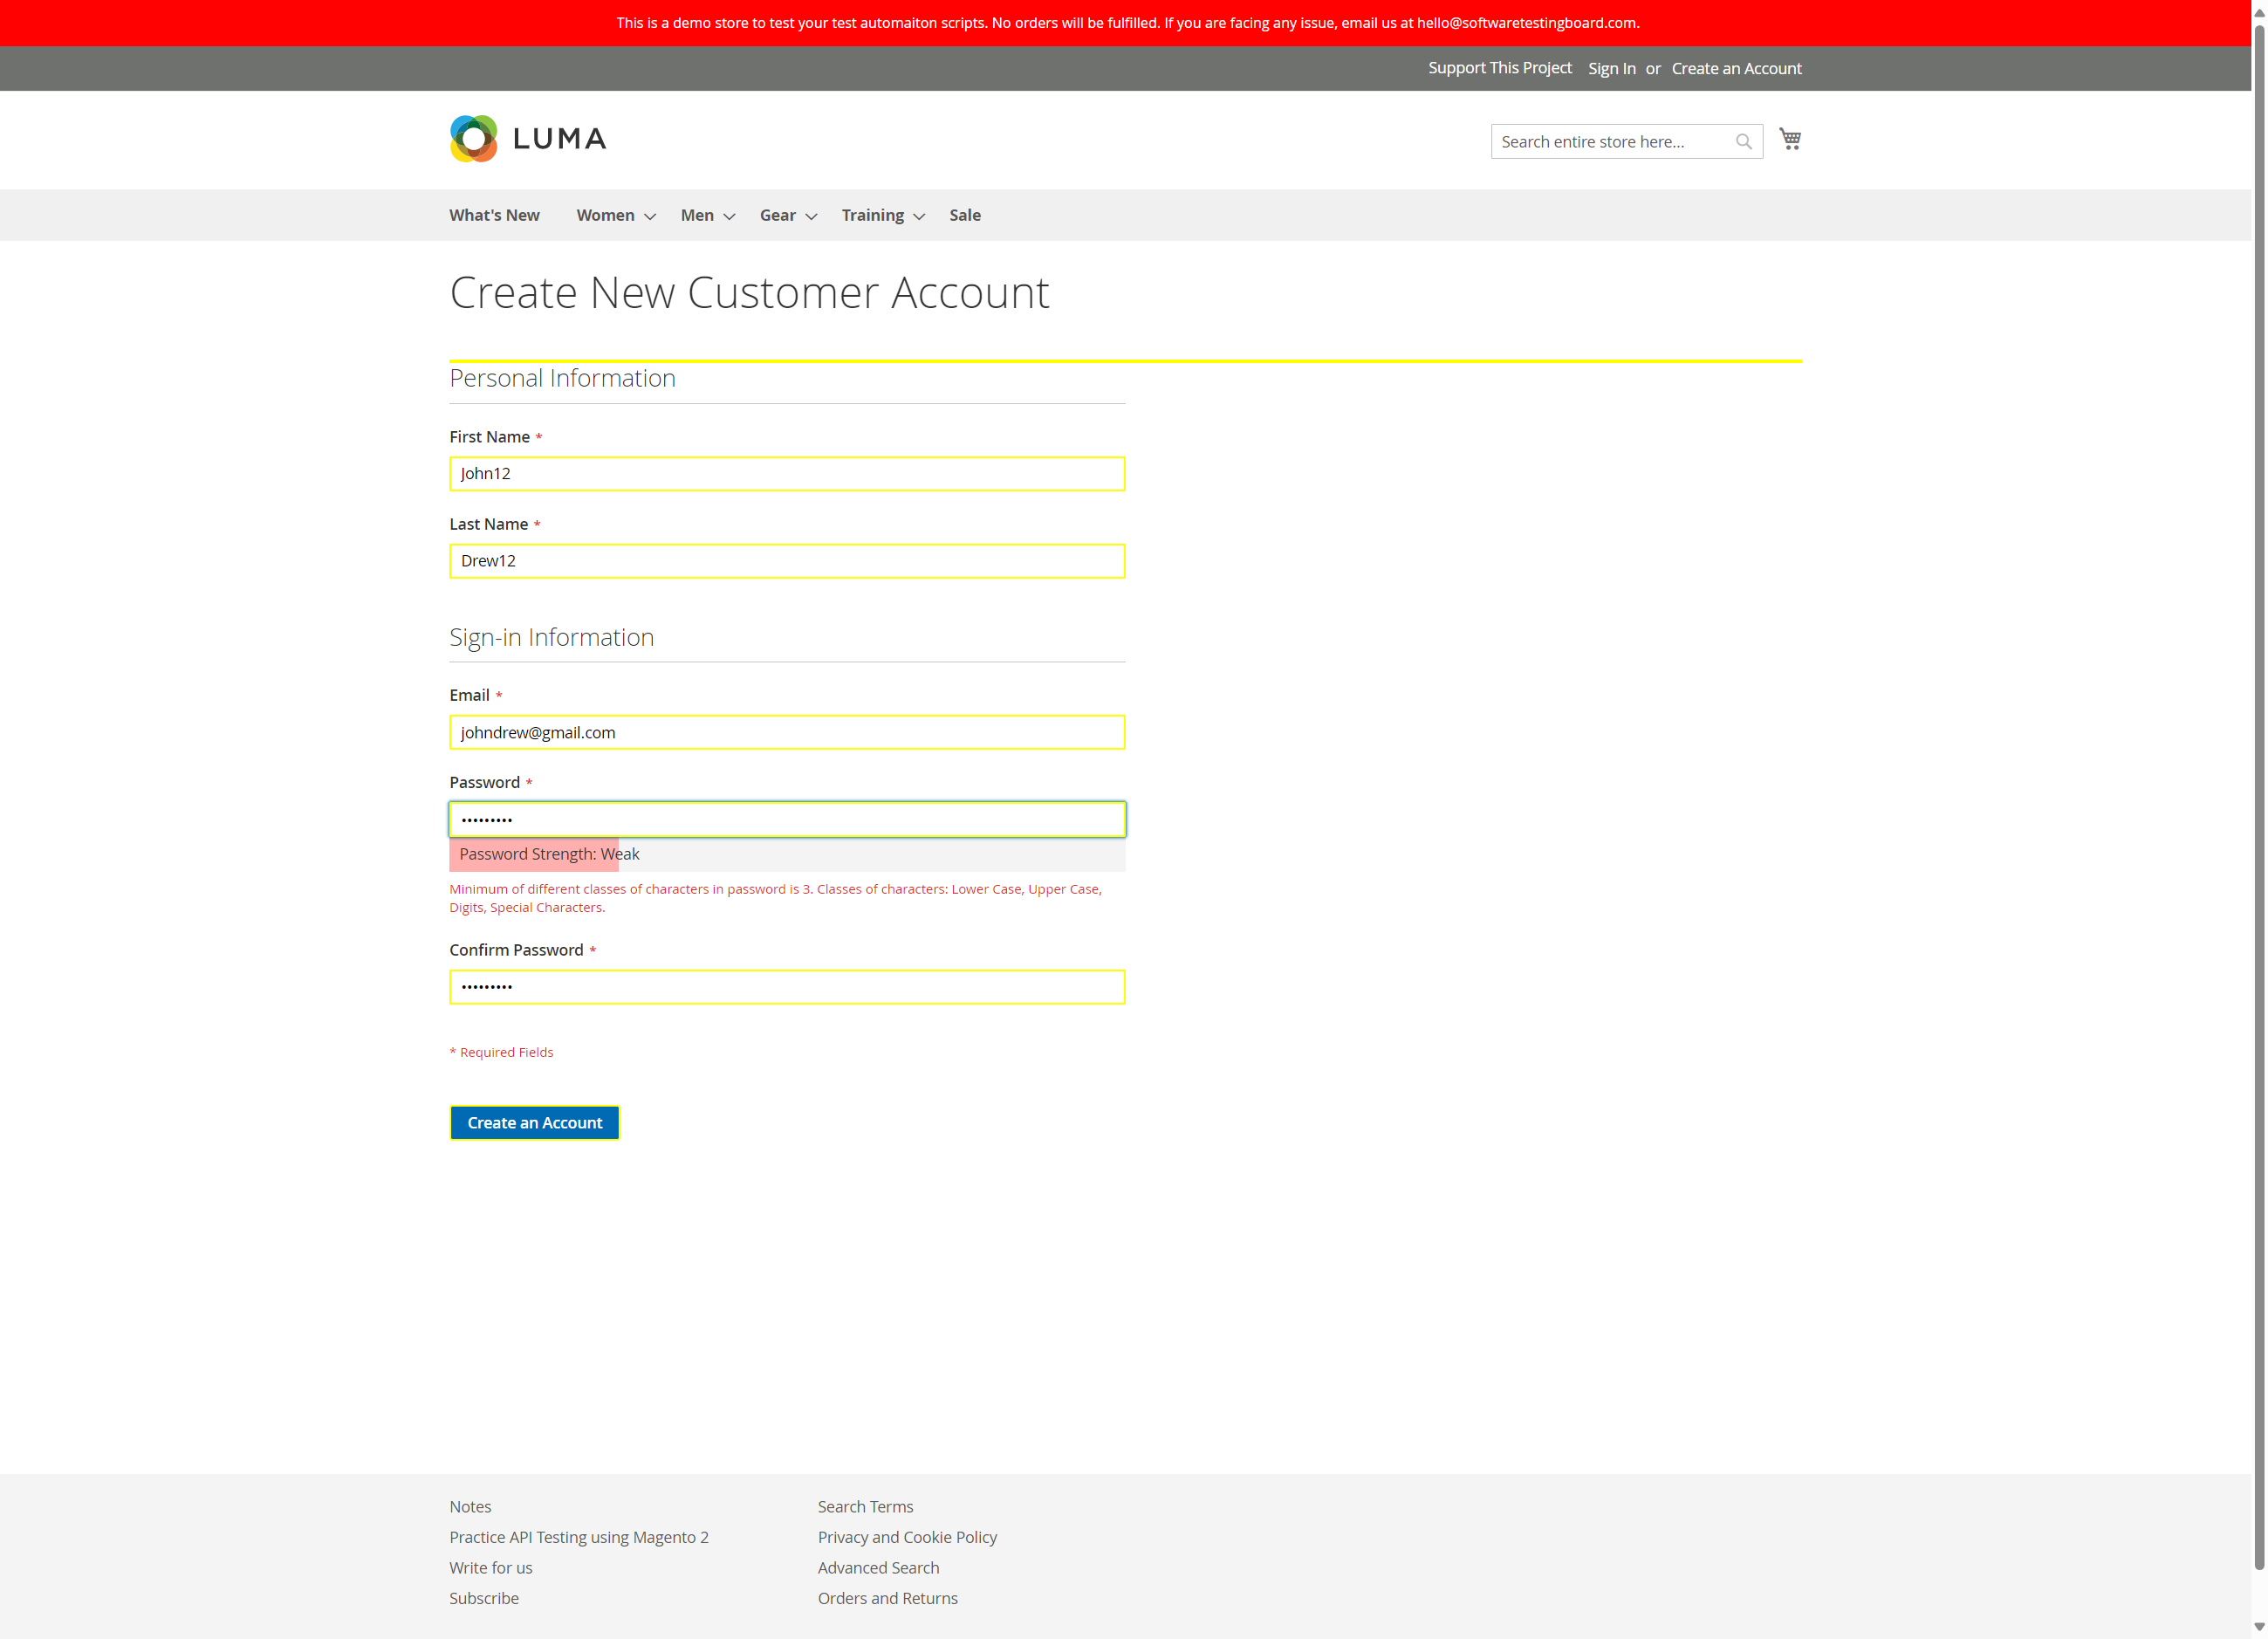 This is a demo store to test your test automaiton scripts. No orders will be fulfilled. If you are facing any issue, email us at hello@softwaretestingboard.com.
Support This Project Sign In or Create an Account
LUMA
Search entire store here...
What's New Women Men Gear Training Sale
Create New Customer Account
Personal Information
First Name *
John12
Last Name *
Drew12
Sign-in Information
Email *
johndrew@gmail.com
Password *
•••••••••
Password Strength: Weak
Minimum of different classes of characters in password is 3. Classes of characters: Lower Case, Upper Case,
Digits, Special Characters.
Confirm Password *
•••••••••
* Required Fields
Create an Account
Notes
Practice API Testing using Magento 2
Write for us
Subscribe
Search Terms
Privacy and Cookie Policy
Advanced Search
Orders and Returns